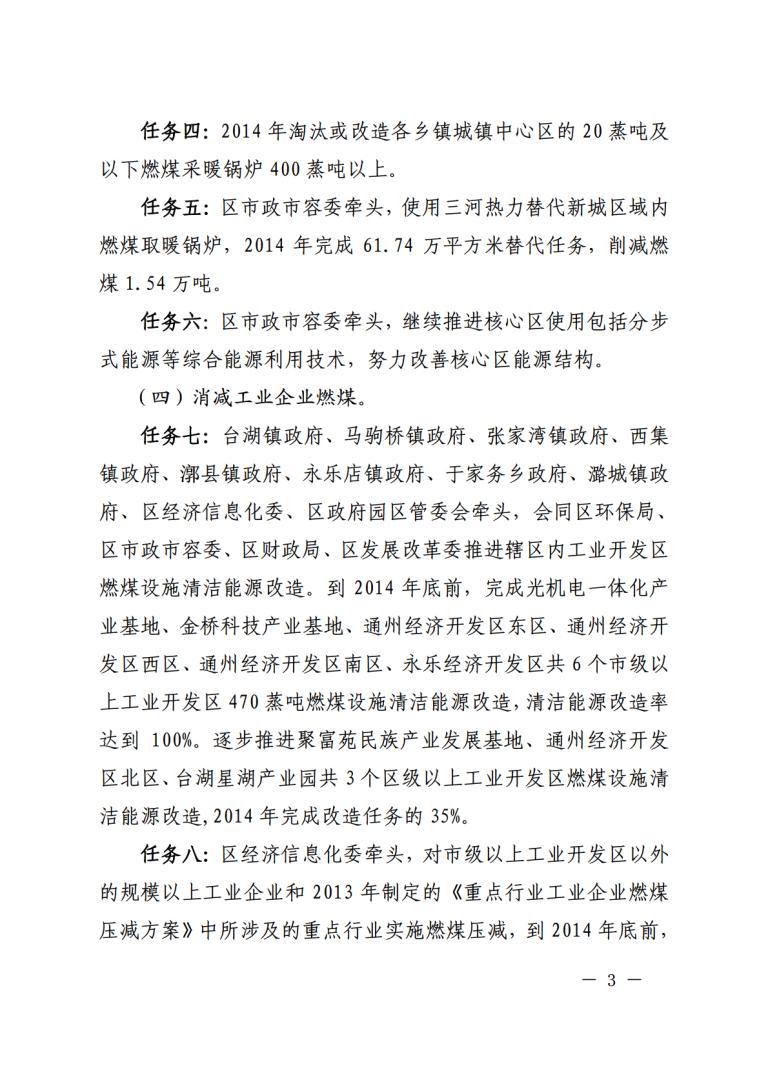 任务四：2014 年淘汰或改造各乡镇城镇中心区的 20 蒸吨及
以下燃煤采暖锅炉 400 蒸吨以上。
任务五：区市政市容委牵头，使用三河热力替代新城区域内
燃煤取暖锅炉，2014 年完成 61.74 万平方米替代任务，削减燃
煤 1.54 万吨。
任务六：区市政市容委牵头，继续推进核心区使用包括分步
式能源等综合能源利用技术，努力改善核心区能源结构。
（四）消减工业企业燃煤。
任务七：台湖镇政府、马驹桥镇政府、张家湾镇政府、西集
镇政府、漷县镇政府、永乐店镇政府、于家务乡政府、潞城镇政
府、区经济信息化委、区政府园区管委会牵头，会同区环保局、
区市政市容委、区财政局、区发展改革委推进辖区内工业开发区
燃煤设施清洁能源改造。到 2014 年底前，完成光机电一体化产
业基地、金桥科技产业基地、通州经济开发区东区、通州经济开
发区西区、通州经济开发区南区、永乐经济开发区共 6 个市级以
上工业开发区 470 蒸吨燃煤设施清洁能源改造，清洁能源改造率
达到 100%。逐步推进聚富苑民族产业发展基地、通州经济开发
区北区、台湖星湖产业园共 3 个区级以上工业开发区燃煤设施清
洁能源改造,2014 年完成改造任务的 35%。
任务八：区经济信息化委牵头，对市级以上工业开发区以外
的规模以上工业企业和 2013 年制定的《重点行业工业企业燃煤
压减方案》中所涉及的重点行业实施燃煤压减，到 2014 年底前，
— 3 —